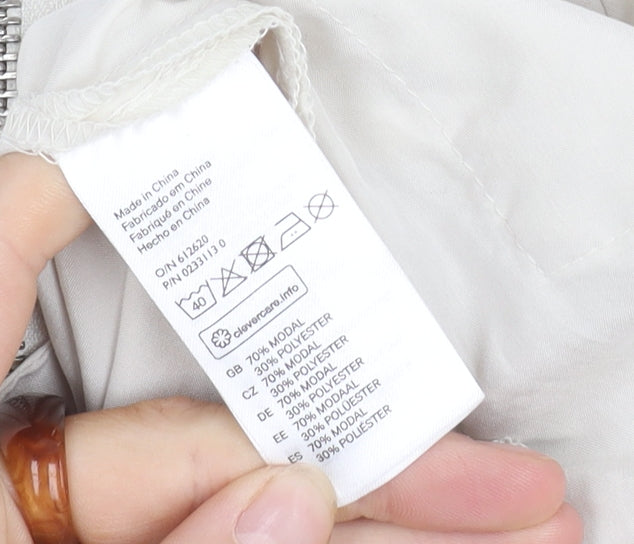 Made in China
Fabricado em China
Fabriqué en Chine
Hecho en China
O/N 612620
P/N 0233113 0
40
clevercare.info
GB 70% MODAL
30% POLYESTER
CZ 70% MODAL
30% POLYESTER
DE 70% MODAL
30% POLYESTER
EE 70% MODAAL
30% POLÜESTER
ES 70% MODAL
30% POLIÉSTER